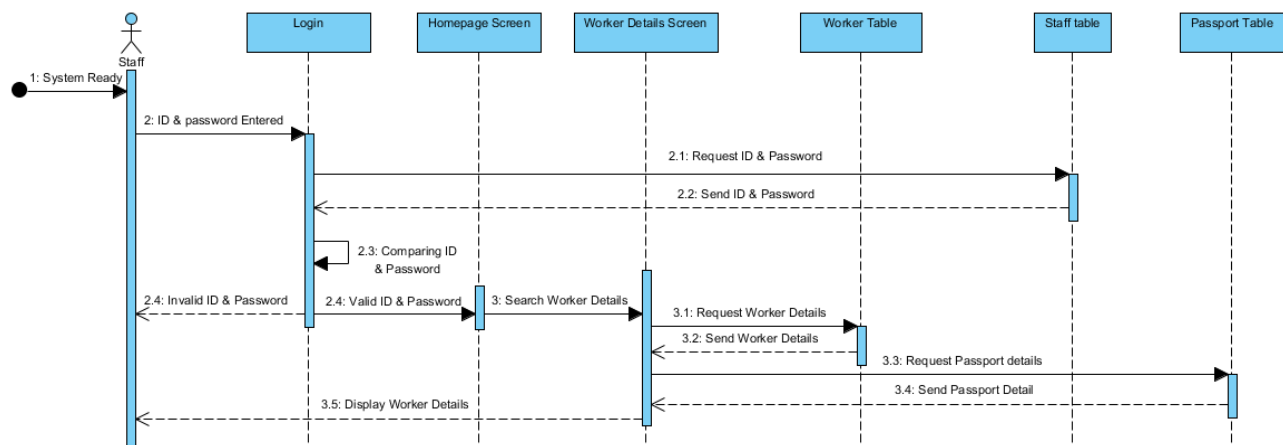 Login
Homepage Screen
Worker Details Screen
Worker Table
Staff table
Passport Table
Staff
1: System Ready
2: ID & password Entered
2.1: Request ID & Password
2.2: Send ID & Password
2.3: Comparing ID
& Password
2.4: Invalid ID & Password
2.4: Valid ID & Password
3: Search Worker Details
3.1: Request Worker Details
3.2: Send Worker Details
3.3: Request Passport details
3.4: Send Passport Detail
3.5: Display Worker Details